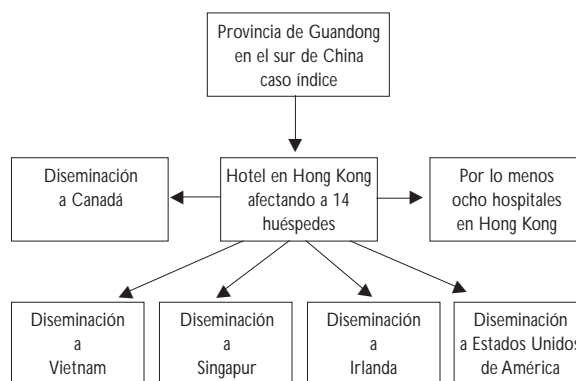 Provincia de Guandong
en el sur de China
caso índice
Diseminación
a Canadá
Hotel en Hong Kong
afectando a 14
huéspedes
Por lo menos
ocho hospitales
en Hong Kong
Diseminación
a
Vietnam
Diseminación
a
Singapur
Diseminación
a
Irlanda
Diseminación
a Estados Unidos
de América